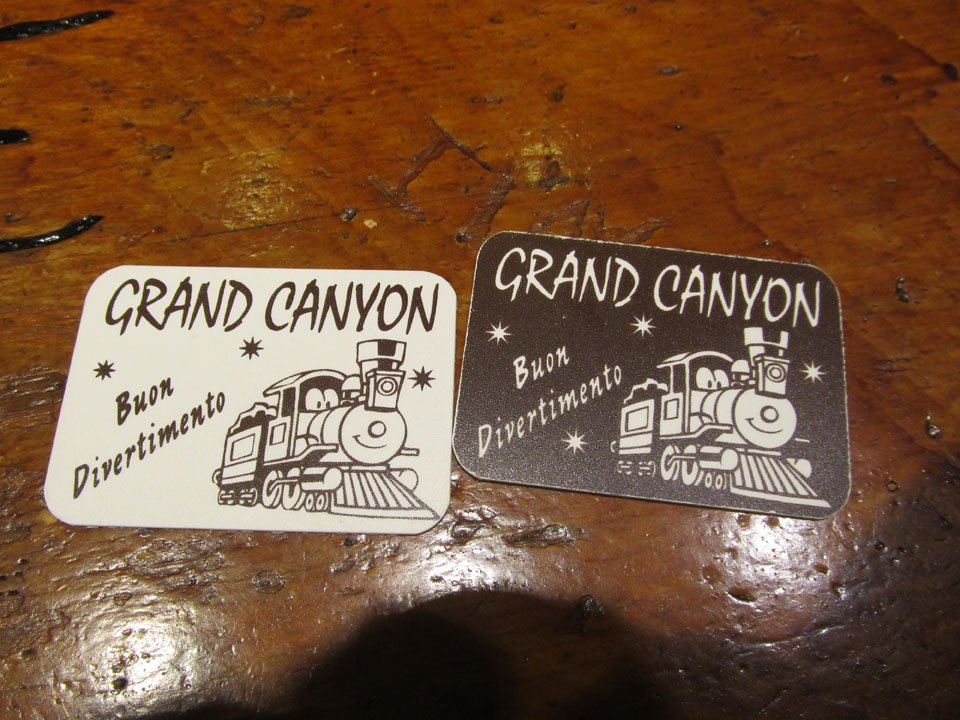 GRAND CANYON
Buon
Divertimento
GRAND CANYON
Buon
Divertimento